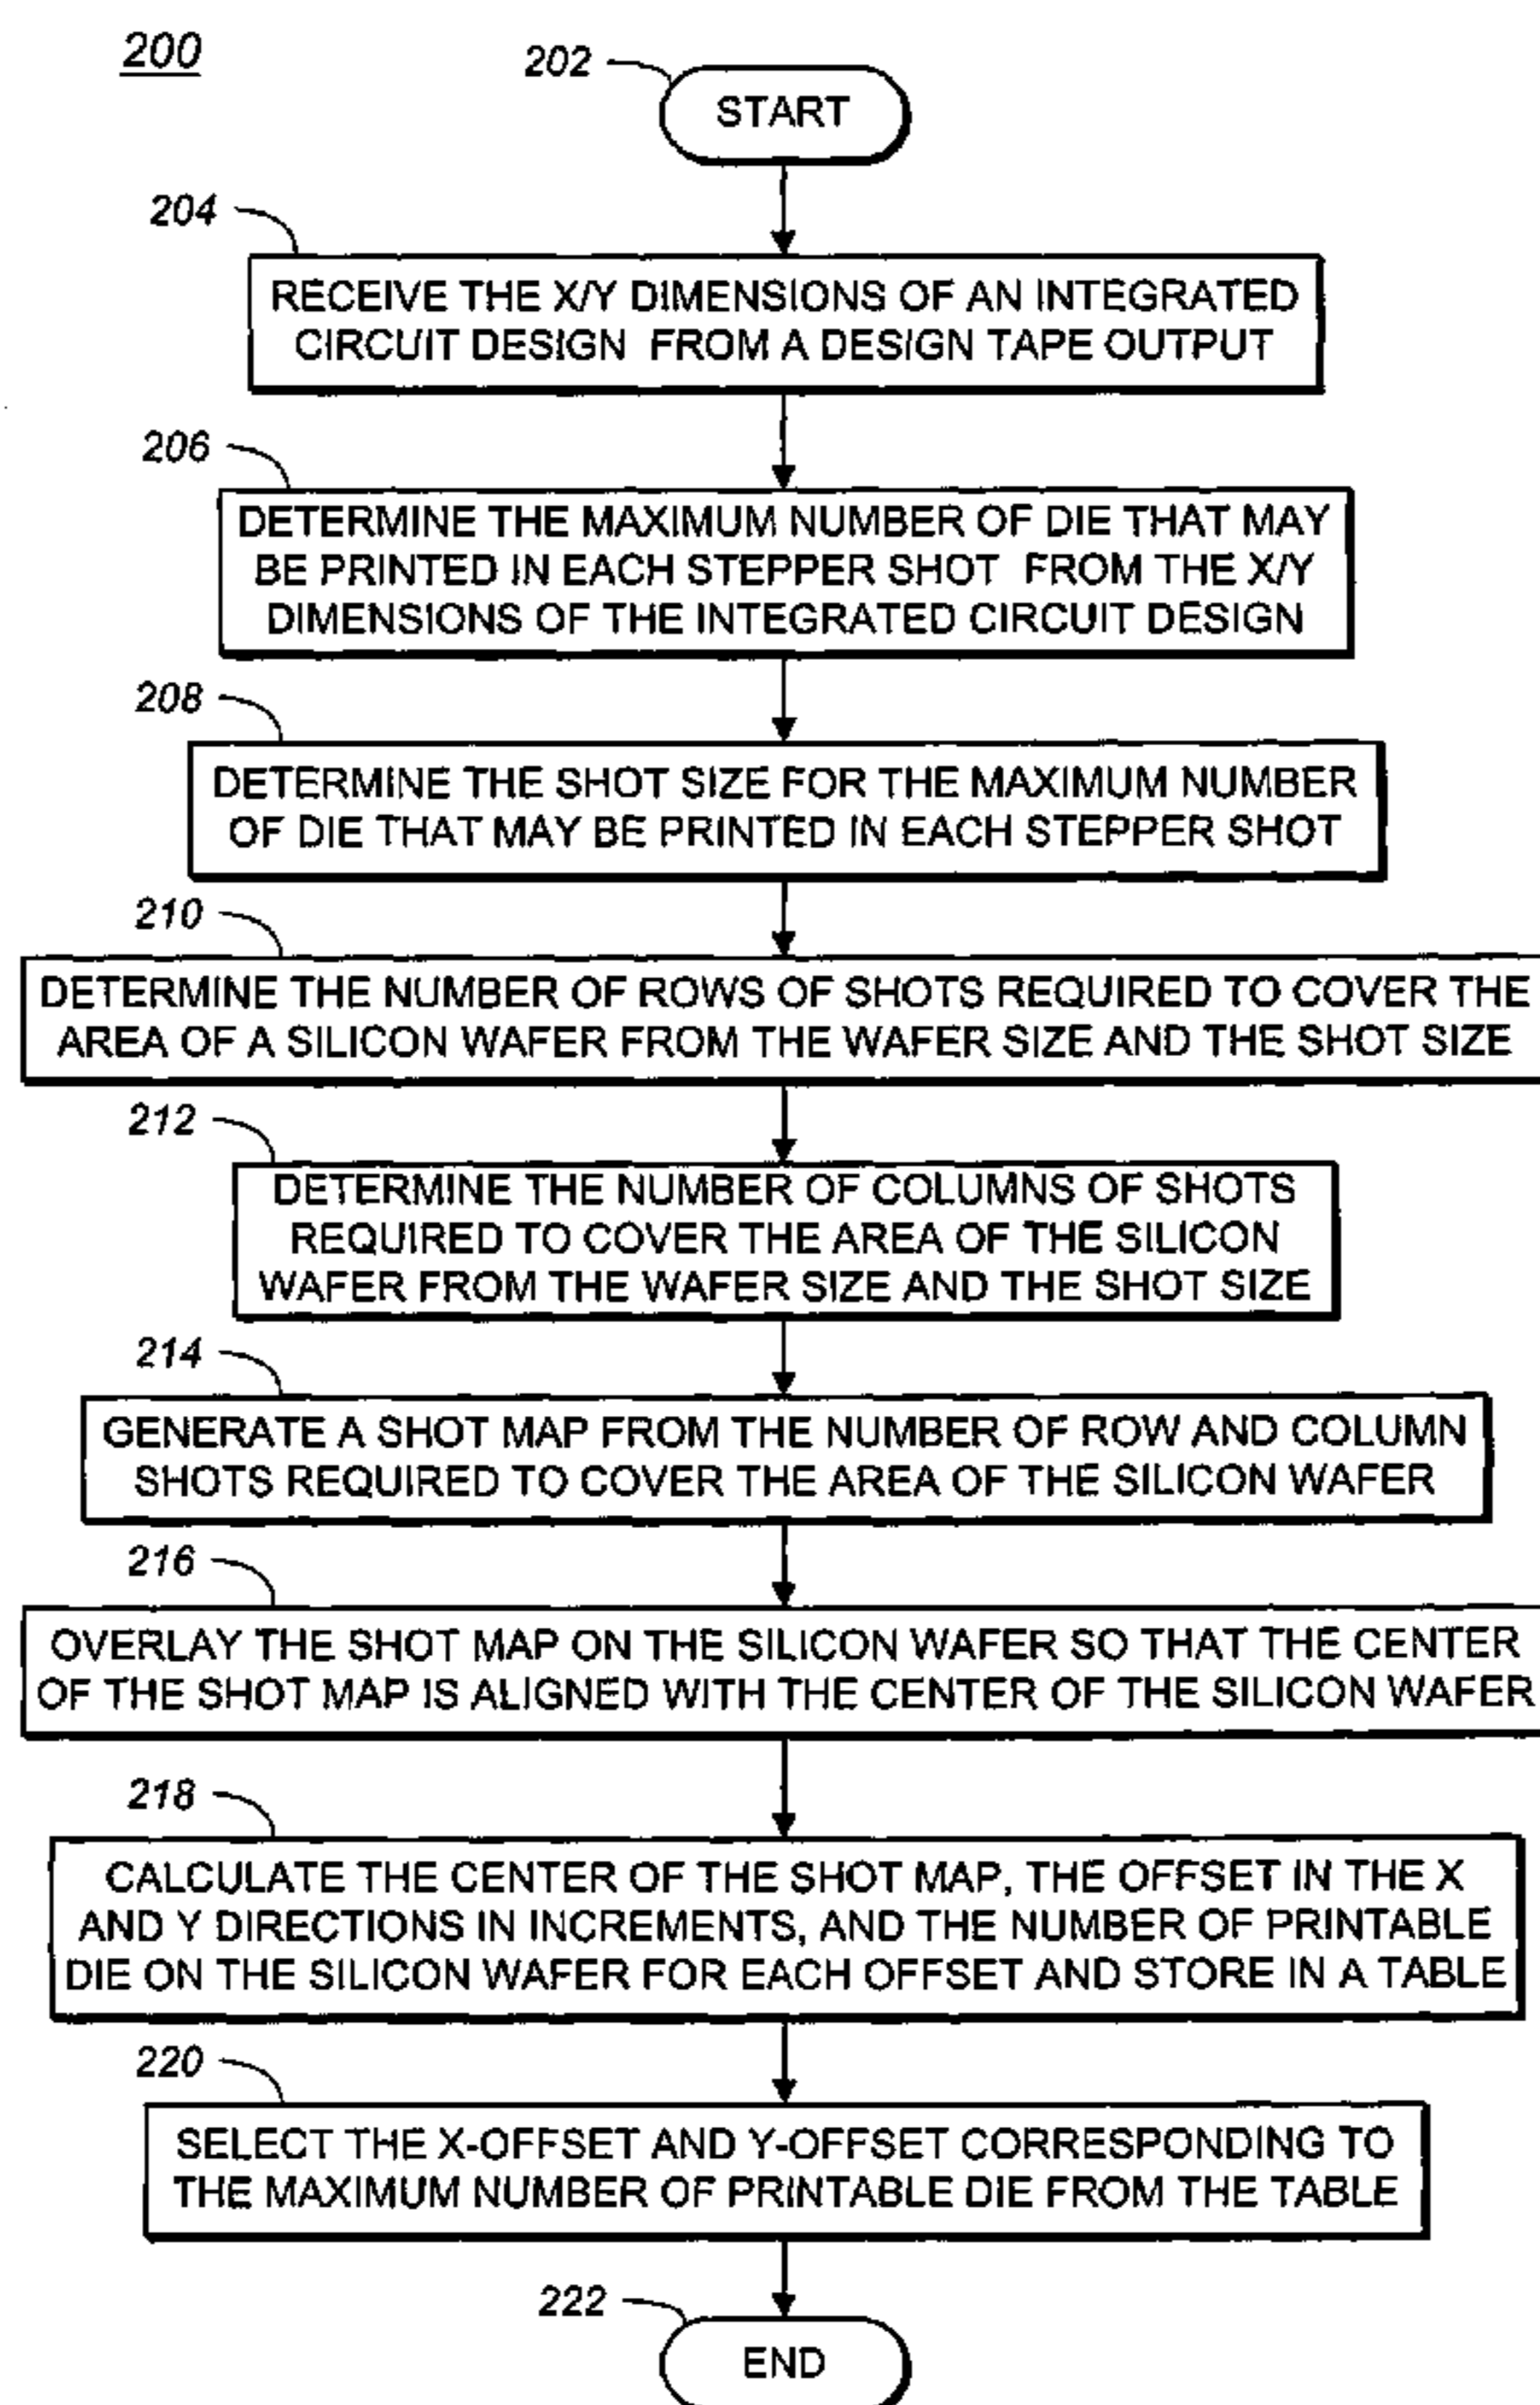 200
202
START
204
RECEIVE THE X/Y DIMENSIONS OF AN INTEGRATED
CIRCUIT DESIGN FROM A DESIGN TAPE OUTPUT
206
DETERMINE THE MAXIMUM NUMBER OF DIE THAT MAY
BE PRINTED IN EACH STEPPER SHOT FROM THE X/Y
DIMENSIONS OF THE INTEGRATED CIRCUIT DESIGN
208
DETERMINE THE SHOT SIZE FOR THE MAXIMUM NUMBER
OF DIE THAT MAY BE PRINTED IN EACH STEPPER SHOT
210
DETERMINE THE NUMBER OF ROWS OF SHOTS REQUIRED TO COVER THE
AREA OF A SILICON WAFER FROM THE WAFER SIZE AND THE SHOT SIZE
212
DETERMINE THE NUMBER OF COLUMNS OF SHOTS
REQUIRED TO COVER THE AREA OF THE SILICON
WAFER FROM THE WAFER SIZE AND THE SHOT SIZE
214
GENERATE A SHOT MAP FROM THE NUMBER OF ROW AND COLUMN
SHOTS REQUIRED TO COVER THE AREA OF THE SILICON WAFER
216
OVERLAY THE SHOT MAP ON THE SILICON WAFER SO THAT THE CENTER
OF THE SHOT MAP IS ALIGNED WITH THE CENTER OF THE SILICON WAFER
218
CALCULATE THE CENTER OF THE SHOT MAP, THE OFFSET IN THE X
AND Y DIRECTIONS IN INCREMENTS, AND THE NUMBER OF PRINTABLE
DIE ON THE SILICON WAFER FOR EACH OFFSET AND STORE IN A TABLE
220
SELECT THE X-OFFSET AND Y-OFFSET CORRESPONDING TO
THE MAXIMUM NUMBER OF PRINTABLE DIE FROM THE TABLE
222
END